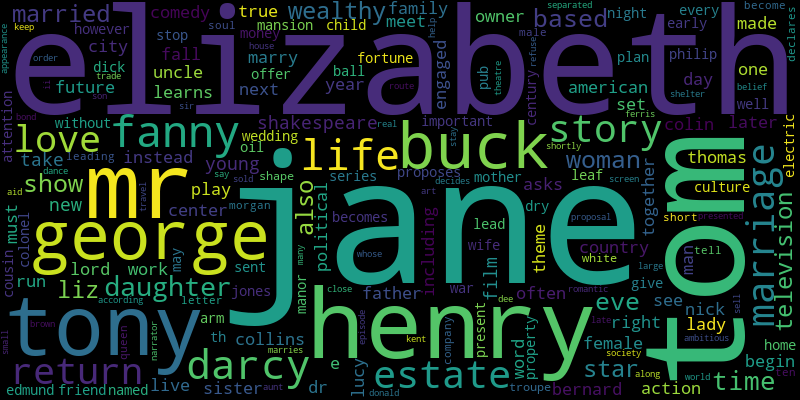 elizabeth
jane
tom
mr
george
henry
tony
buck
fanny
story
life
love
darcy
estate
marriage
return
daughter
married
comedy
true
wealthy
family
owner
based
night
every
become
separated
declares
soul
mansion
child
meet
city
however
stop
money
marry
fortune
made
early
help
male
keep
appearance
dick
fall
uncle
house
offer
ball
plan
philip
order
trade
future
learns
next
year
engaged
pub
century
american
day
one
refuse
belief
well
attention
son
ii
sir
route
theatre
set
shelter
ferris
without
wedding
shakespeare
important
colin
later
bond
real
stay
shortly
electric
take
leading
instead
oil
proposes
woman
thomas
dance
say
shape
series
mother
decides
leaf
screen
together
culture
aid
show
young
play
sold
art
asks
proposal
short
presented
new
travel
center
morgan
also
becomes
lead
dry
theme
country
man
tell
television
must
colonel
lord
work
many
political
including
wife
white
cousin
run
may
sent
whose
father
war
film
often
large
romantic
give
see
home
liz
jones
manor
close
dee
eve
nick
lady
according
letter
arm
present
late
right
begin
small
brown
queen
narrator
th
collins
episode
kent
company
word
property
female
society
ambitious
sell
live
sister
marries
e
lucy
star
along
action
time
edmund
friend
named
aunt
dr
donald
troupe
bernard
world
ten